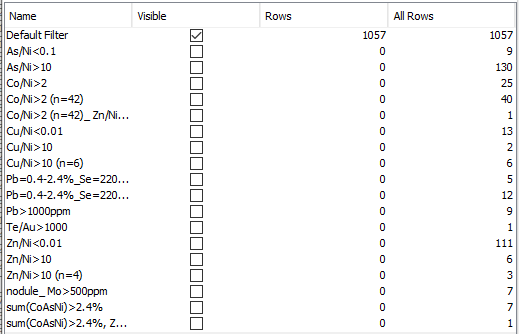 Name Visible Rows All Rows
Default Filter 1057 1057
As/Ni<0.1 0 9
As/Ni>10 0 130
Co/Ni>2 0 25
Co/Ni>2 (n=42) 0 40
Co/Ni>2 (n=42)_ Zn/Ni... 0 1
Cu/Ni<0.01 0 13
Cu/Ni>10 0 2
Cu/Ni>10 (n=6) 0 6
Pb=0.4-2.4%_Se=220... 0 5
Pb=0.4-2.4%_Se=220... 0 12
Pb>1000ppm 0 9
Te/Au>1000 0 1
Zn/Ni<0.01 0 111
Zn/Ni>10 0 6
Zn/Ni>10 (n=4) 0 3
nodule_ Mo>500ppm 0 7
sum(CoAsNi)>2.4% 0 7
sum(CoAsNi)>2.4%, Z... 0 1